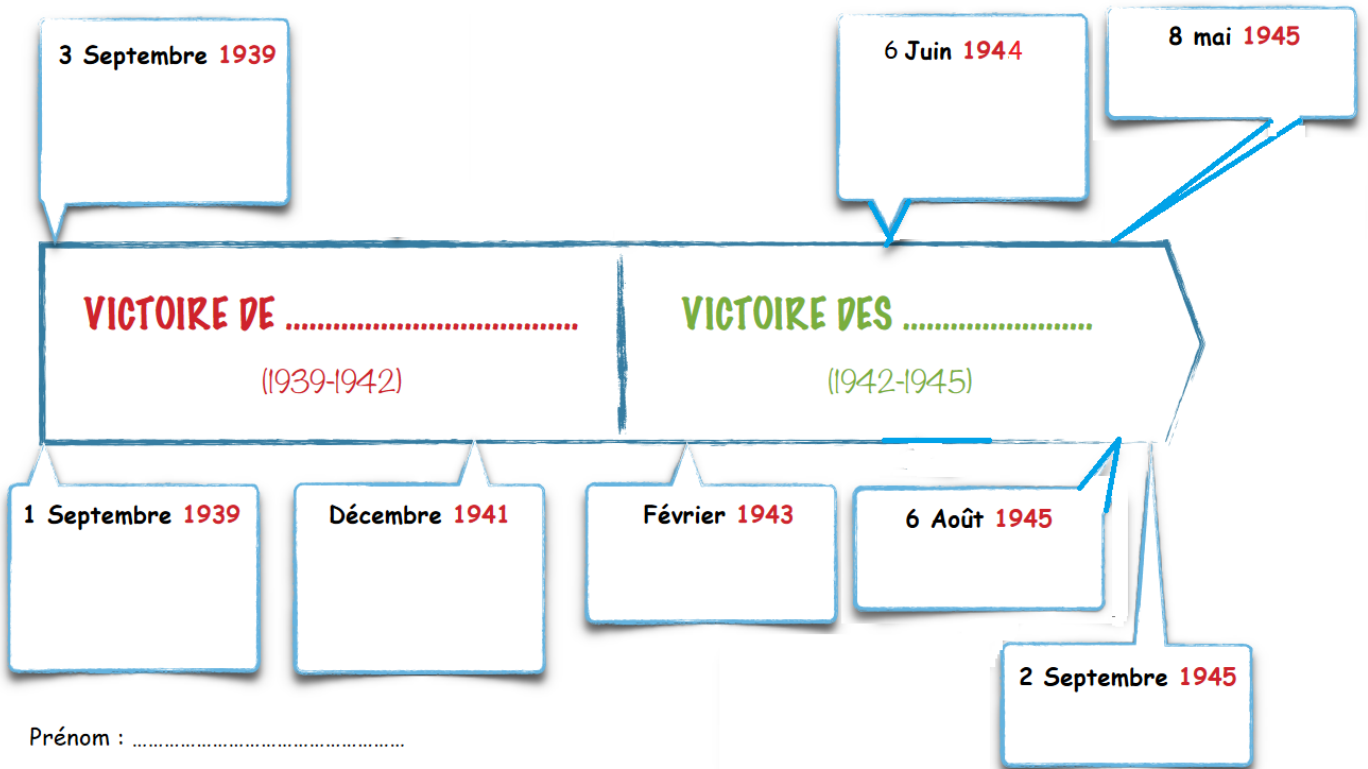 3 Septembre 1939
6 Juin 1944
8 mai 1945
VICTOIRE DE .....................................
(1939-1942)
VICTOIRE DES ........................
(1942-1945)
1 Septembre 1939
Décembre 1941
Février 1943
6 Août 1945
2 Septembre 1945
Prénom : ................................................